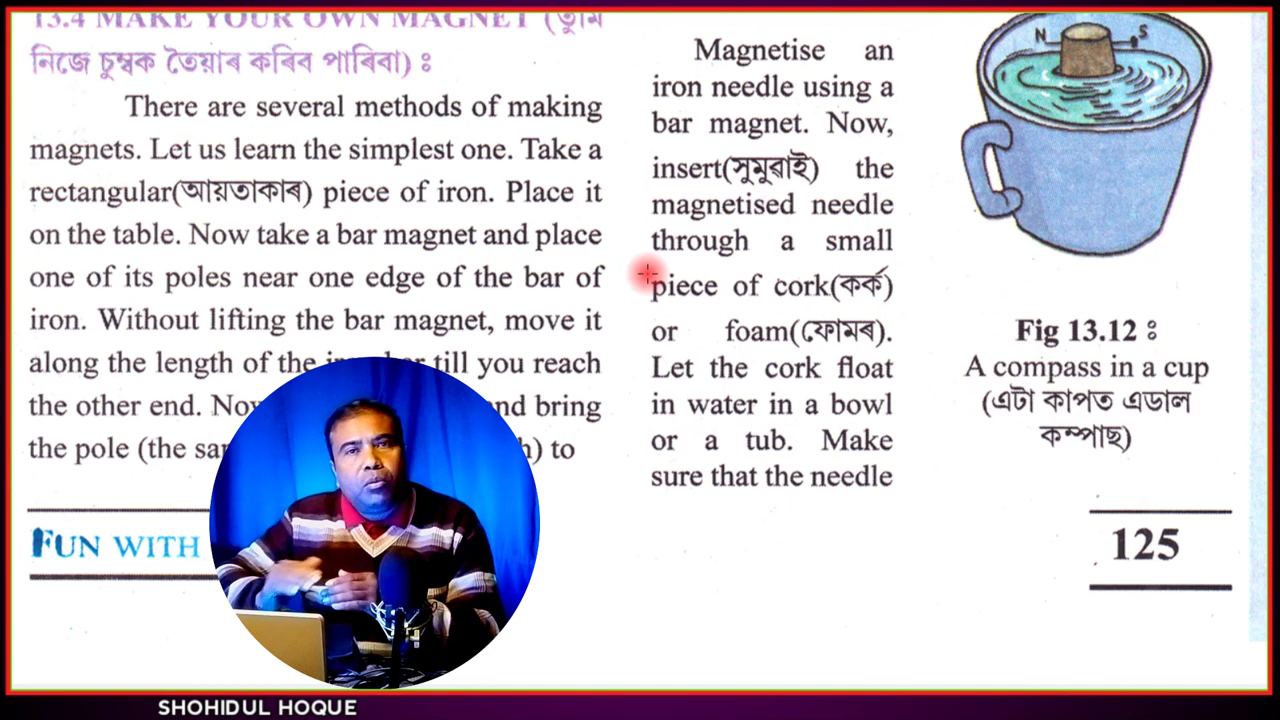 13.4 MAKE YOUR OWN MAGNET (তুমি
নিজে চুম্বক তৈয়াৰ কৰিব পাৰিবা) ঃ
There are several methods of making
magnets. Let us learn the simplest one. Take a
rectangular(আয়তাকাৰ) piece of iron. Place it
on the table. Now take a bar magnet and place
one of its poles near one edge of the bar of
iron. Without lifting the bar magnet, move it
along the length of the till you reach
the other end. and bring
the pole (the to
FUN WITH
Magnetise an
iron needle using a
bar magnet. Now,
insert(সুমুৱাই) the
magnetised needle
through a small
piece of cork(কৰ্ক)
or foam(ফোমৰ).
Let the cork float
in water in a bowl
or a tub. Make
sure that the needle
N S
Fig 13.12 ঃ
A compass in a cup
(এটা কাপত এডাল
কম্পাছ)
125
SHOHIDUL HOQUE